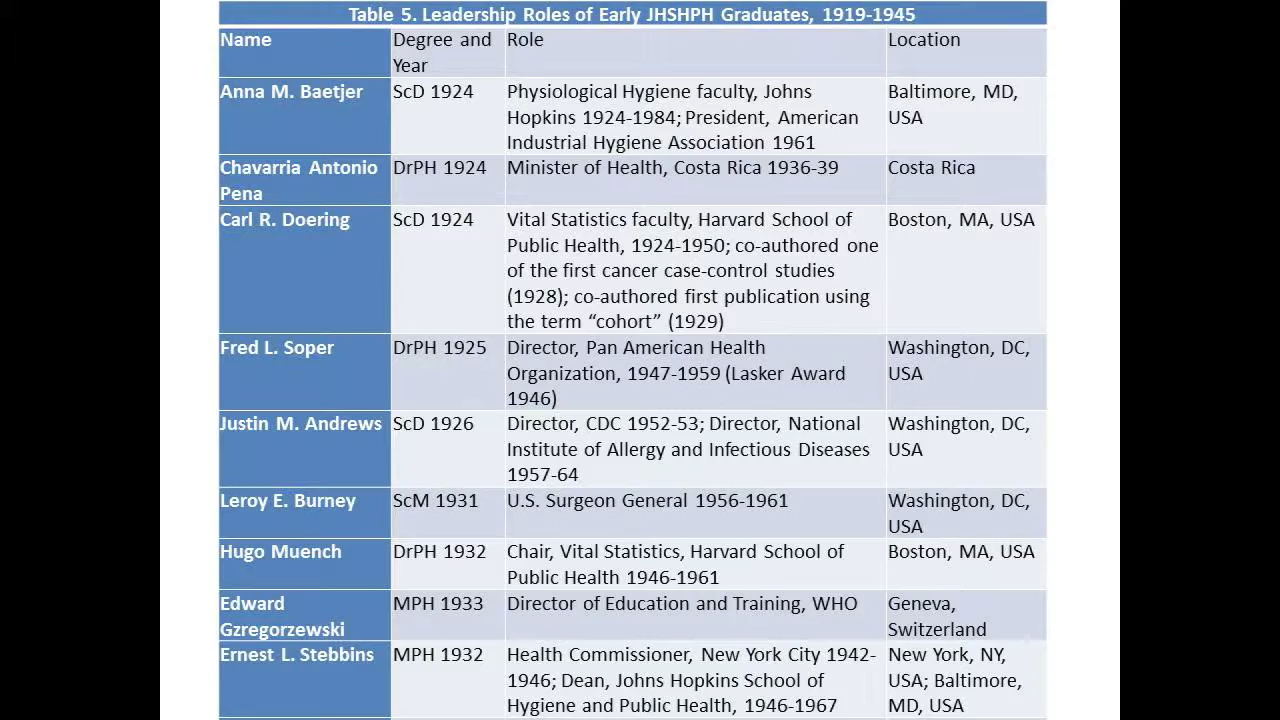 Table 5. Leadership Roles of Early JHSHPH Graduates, 1919-1945
Name
Degree and
Year
Role
Location
Anna M. Baetjer
ScD 1924
Physiological Hygiene faculty, Johns
Hopkins 1924-1984; President, American
Industrial Hygiene Association 1961
Baltimore, MD,
USA
Chavarria Antonio
Pena
DrPH 1924
Minister of Health, Costa Rica 1936-39
Costa Rica
Carl R. Doering
ScD 1924
Vital Statistics faculty, Harvard School of
Public Health, 1924-1950; co-authored one
of the first cancer case-control studies
(1928); co-authored first publication using
the term “cohort” (1929)
Boston, MA, USA
Fred L. Soper
DrPH 1925
Director, Pan American Health
Organization, 1947-1959 (Lasker Award
1946)
Washington, DC,
USA
Justin M. Andrews
ScD 1926
Director, CDC 1952-53; Director, National
Institute of Allergy and Infectious Diseases
1957-64
Washington, DC,
USA
Leroy E. Burney
ScM 1931
U.S. Surgeon General 1956-1961
Washington, DC,
USA
Hugo Muench
DrPH 1932
Chair, Vital Statistics, Harvard School of
Public Health 1946-1961
Boston, MA, USA
Edward
Gzregorzewski
MPH 1933
Director of Education and Training, WHO
Geneva,
Switzerland
Ernest L. Stebbins
MPH 1932
Health Commissioner, New York City 1942-
1946; Dean, Johns Hopkins School of
Hygiene and Public Health, 1946-1967
New York, NY,
USA; Baltimore,
MD, USA